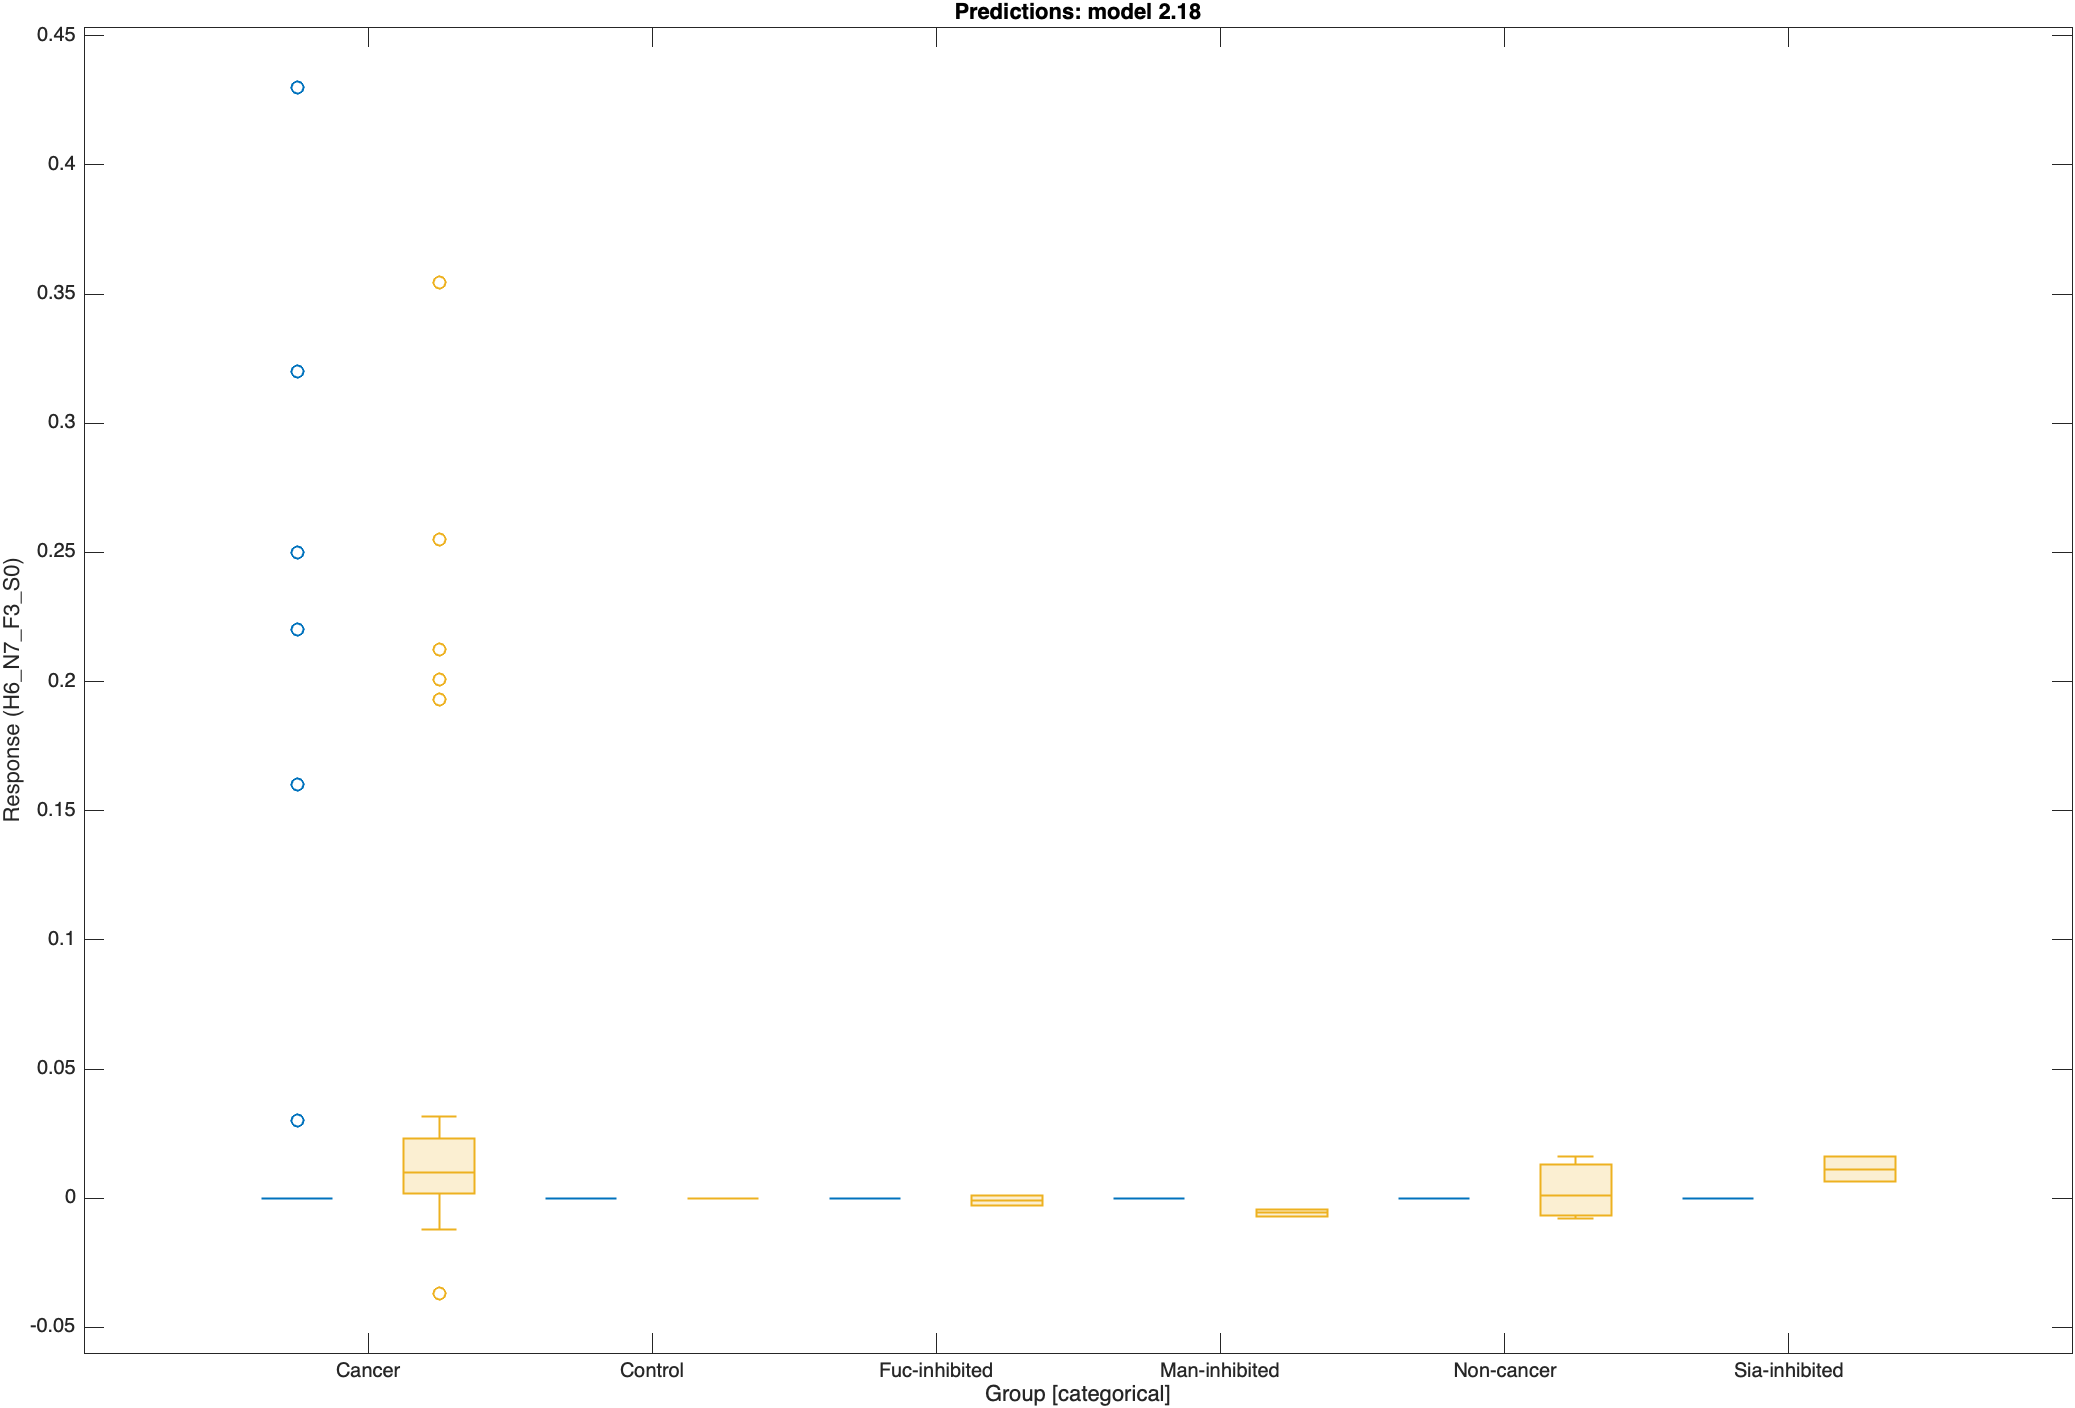 Predictions: model 2.18
0.45
0.4
0.35
0.3
0.25
0.2
0.15
0.1
0.05
0
-0.05
Response (H6_N7_F3_S0)
Cancer Control Fuc-inhibited Man-inhibited Non-cancer Sia-inhibited
Group [categorical]